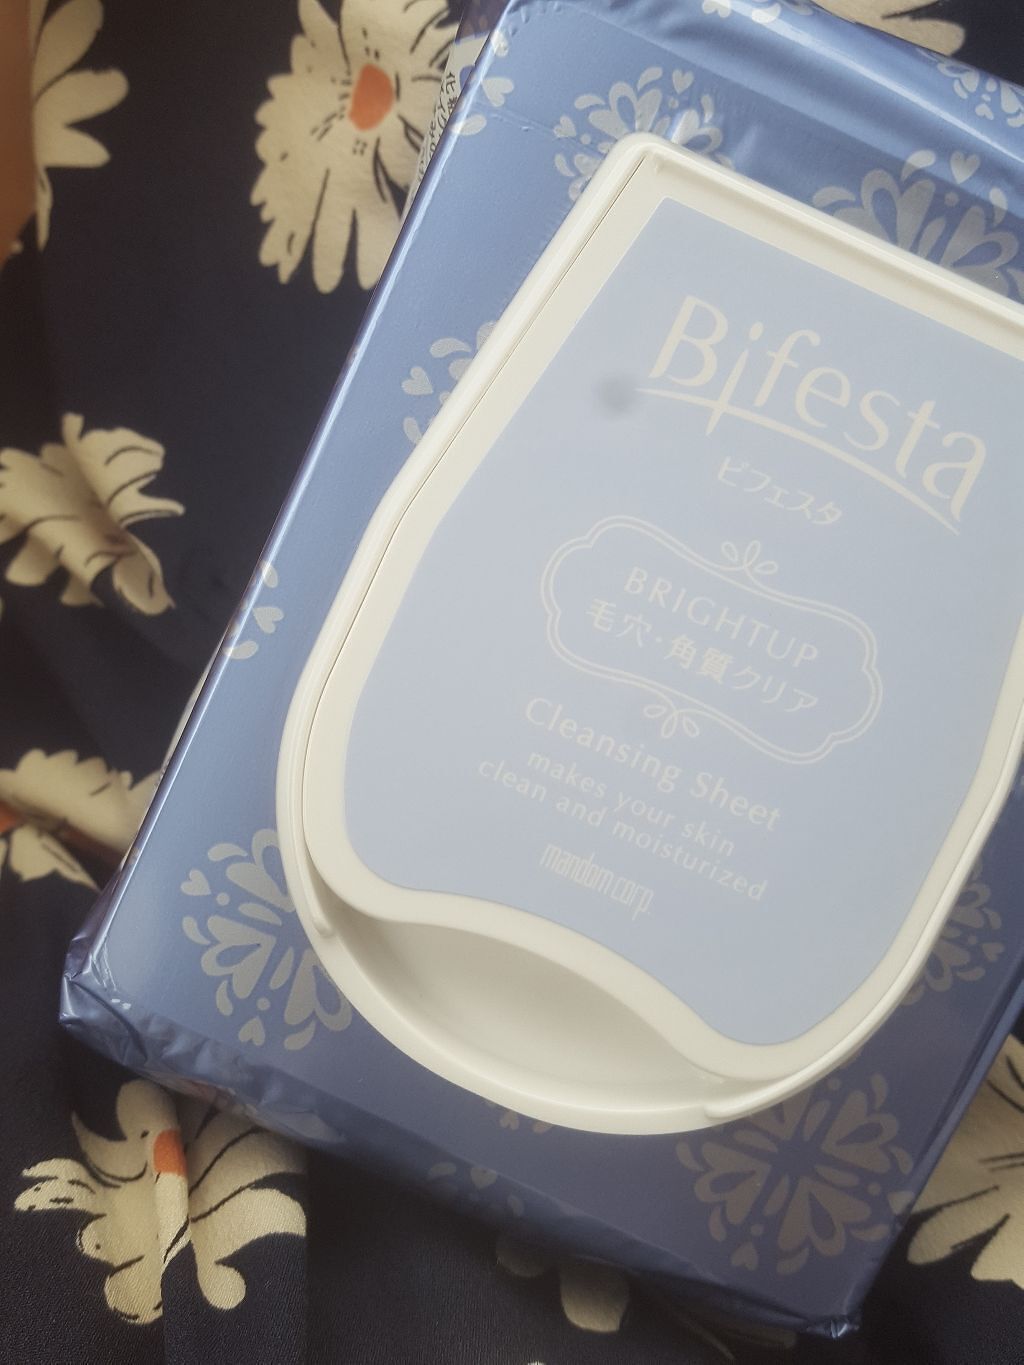 Bifesta
ビフェスタ
BRIGHTUP
毛穴・角質クリア
Cleansing Sheet
makes your skin
clean and moisturized
mandom corp.